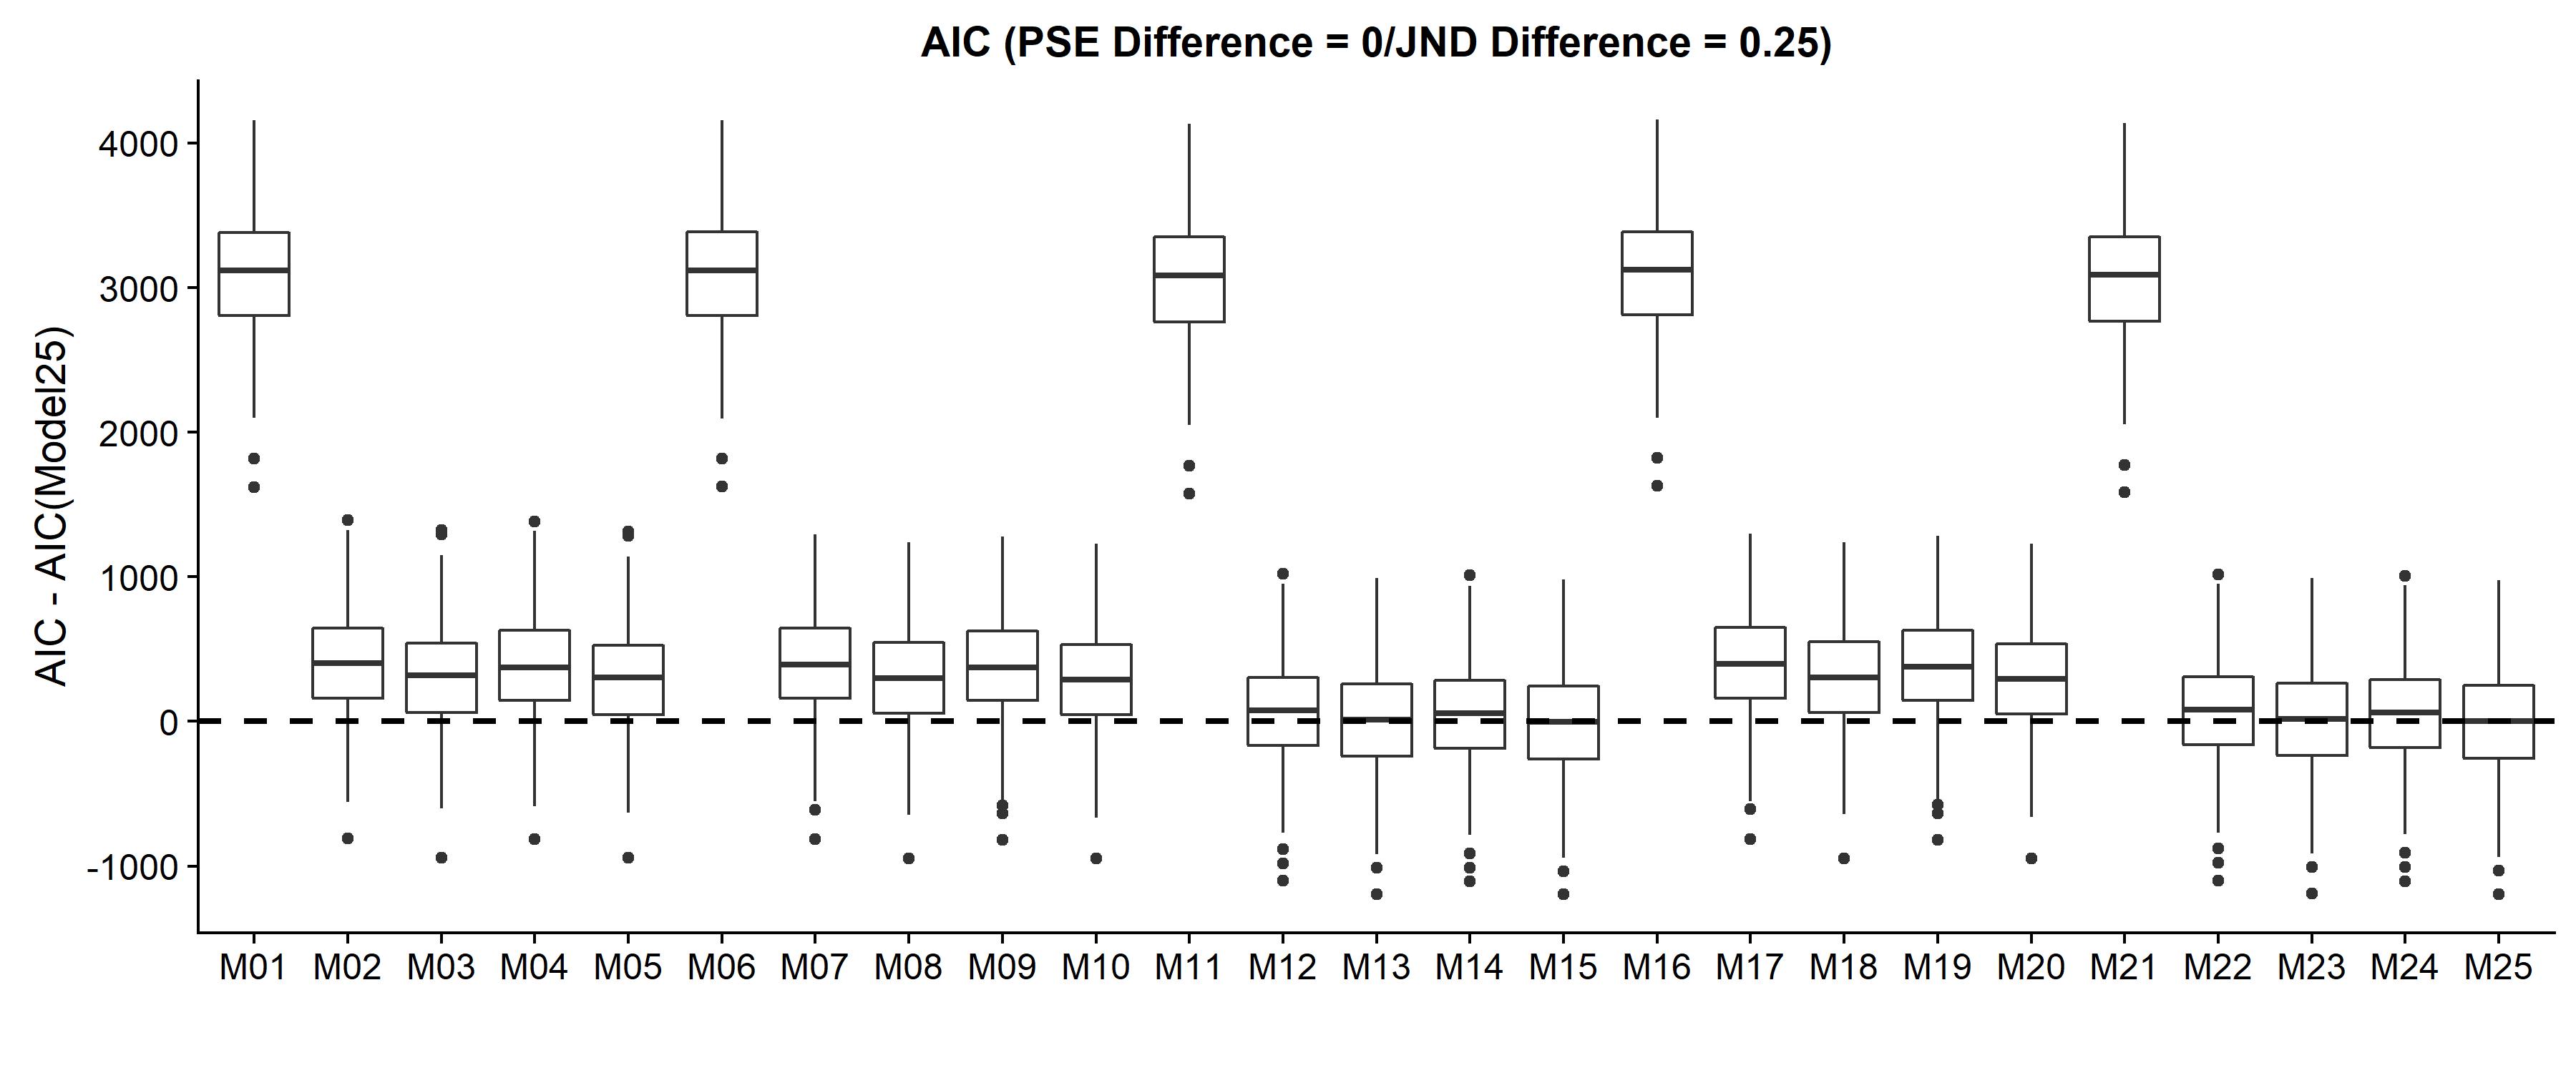 AIC (PSE Difference = 0/JND Difference = 0.25)
AIC - AIC(Model25)
4000
3000
2000
1000
0
-1000
M01 M02 M03 M04 M05 M06 M07 M08 M09 M10 M11 M12 M13 M14 M15 M16 M17 M18 M19 M20 M21 M22 M23 M24 M25